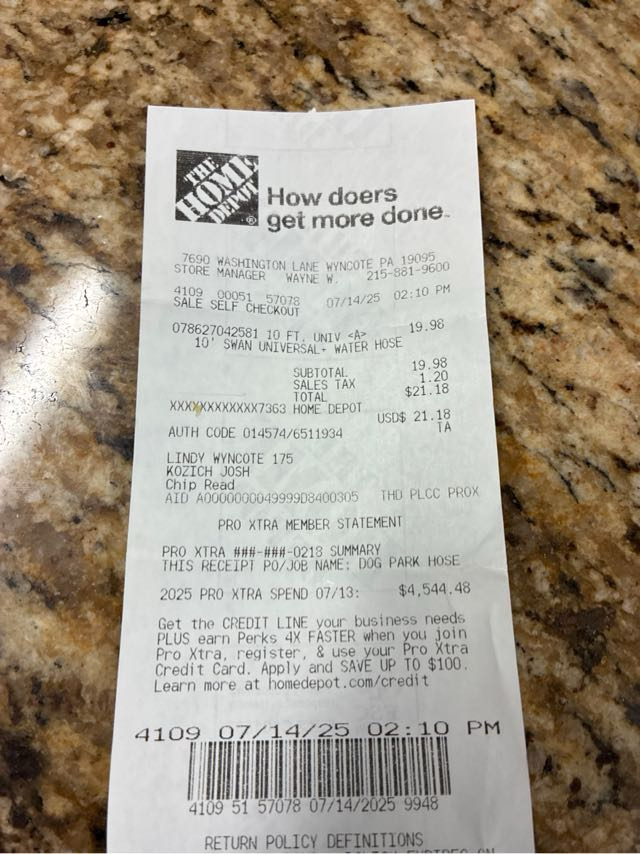 THE
HOME
DEPOT
®
How doers
get more done™
7690 WASHINGTON LANE WYNCOTE PA 19095
STORE MANAGER WAYNE W. 215-881-9600
4109 00051 57078 07/14/25 02:10 PM
SALE SELF CHECKOUT
078627042581 10 FT. UNIV <A> 19.98
10' SWAN UNIVERSAL+ WATER HOSE
SUBTOTAL 19.98
SALES TAX 1.20
TOTAL $21.18
XXXXXXXXXXXX7363 HOME DEPOT
USD$ 21.18
AUTH CODE 014574/6511934 TA
LINDY WYNCOTE 175
KOZICH JOSH
Chip Read
AID A0000000049999D8400305 THD PLCC PROX
PRO XTRA MEMBER STATEMENT
PRO XTRA ###-###-0218 SUMMARY
THIS RECEIPT PO/JOB NAME: DOG PARK HOSE
2025 PRO XTRA SPEND 07/13: $4,544.48
Get the CREDIT LINE your business needs
PLUS earn Perks 4X FASTER when you join
Pro Xtra, register, & use your Pro Xtra
Credit Card. Apply and SAVE UP TO $100.
Learn more at homedepot.com/credit
4109 07/14/25 02:10 PM
4109 51 57078 07/14/2025 9948
RETURN POLICY DEFINITIONS